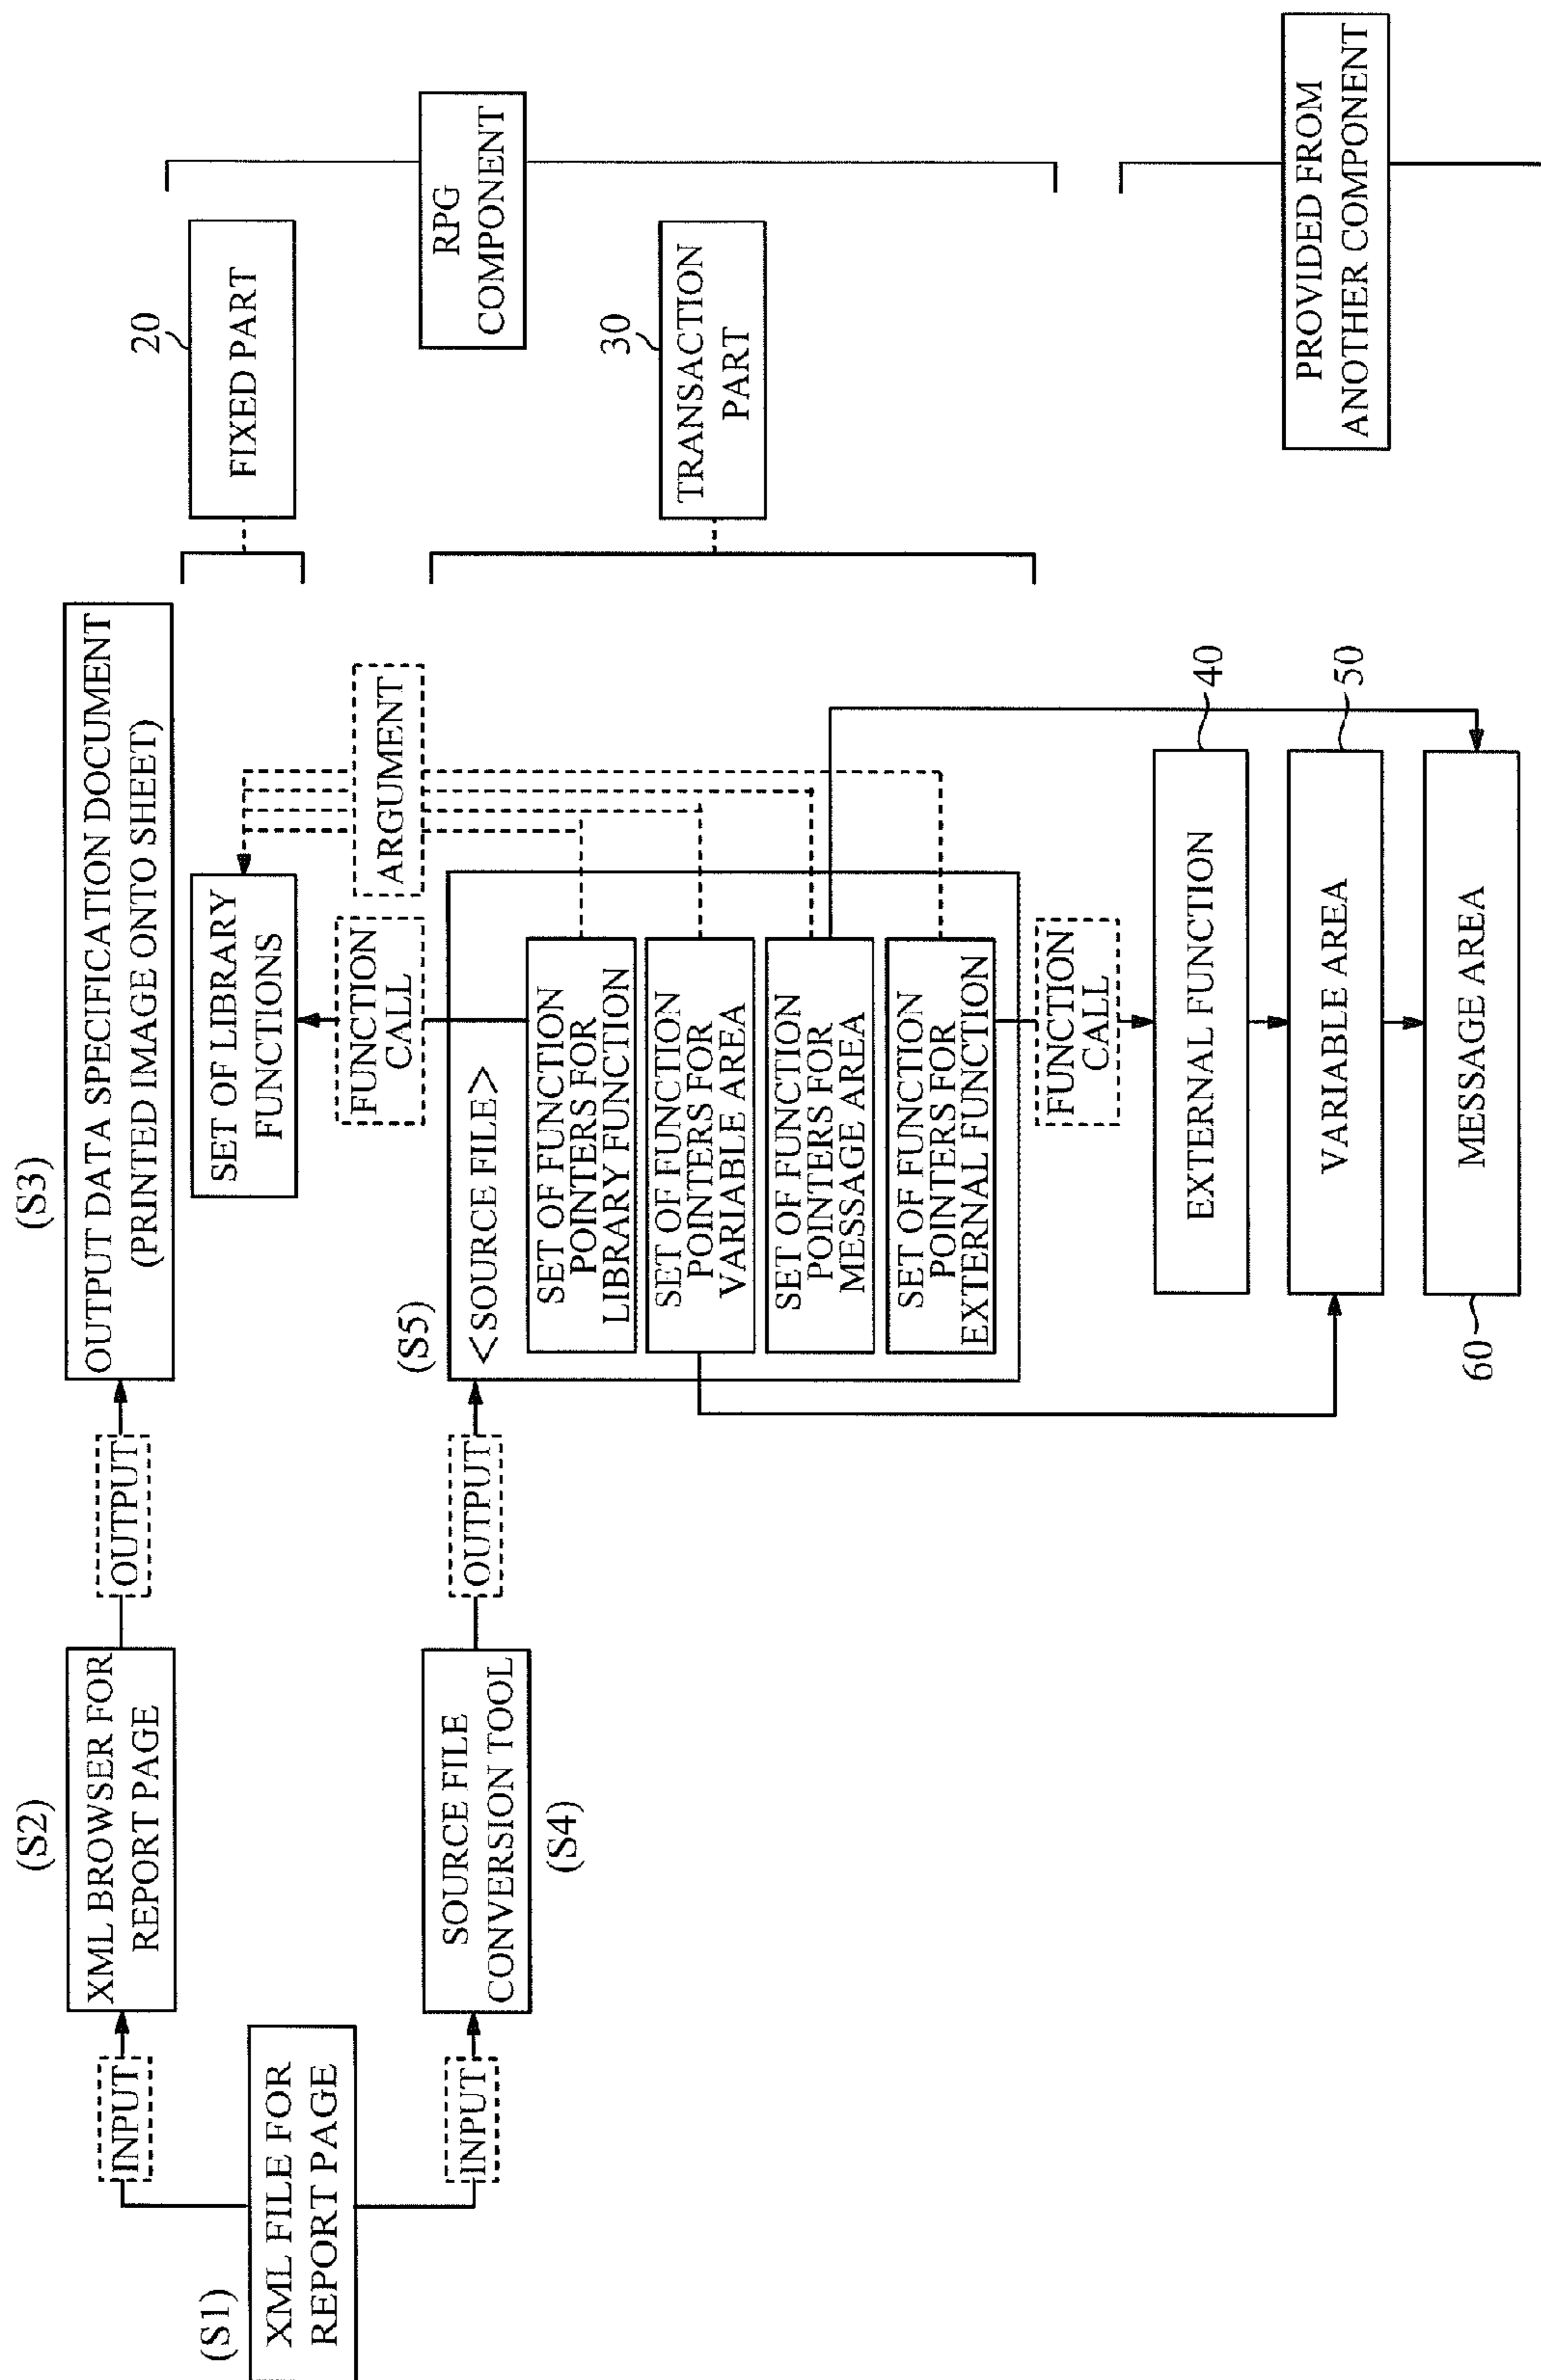 (S1)
XML FILE FOR
REPORT PAGE
INPUT
INPUT
(S2)
XML BROWSER FOR
REPORT PAGE
SOURCE FILE
CONVERSION TOOL
(S4)
OUTPUT
OUTPUT
(S3)
OUTPUT DATA SPECIFICATION DOCUMENT
(PRINTED IMAGE ONTO SHEET)
SET OF LIBRARY
FUNCTIONS
FUNCTION
CALL
ARGUMENT
(S5)
<SOURCE FILE>
SET OF FUNCTION
POINTERS FOR
LIBRARY FUNCTION
SET OF FUNCTION
POINTERS FOR
VARIABLE AREA
SET OF FUNCTION
POINTERS FOR
MESSAGE AREA
SET OF FUNCTION
POINTERS FOR
EXTERNAL FUNCTION
FUNCTION
CALL
EXTERNAL FUNCTION
40
VARIABLE AREA
50
MESSAGE AREA
60
20
FIXED PART
30
TRANSACTION
PART
RPG
COMPONENT
PROVIDED FROM
ANOTHER COMPONENT